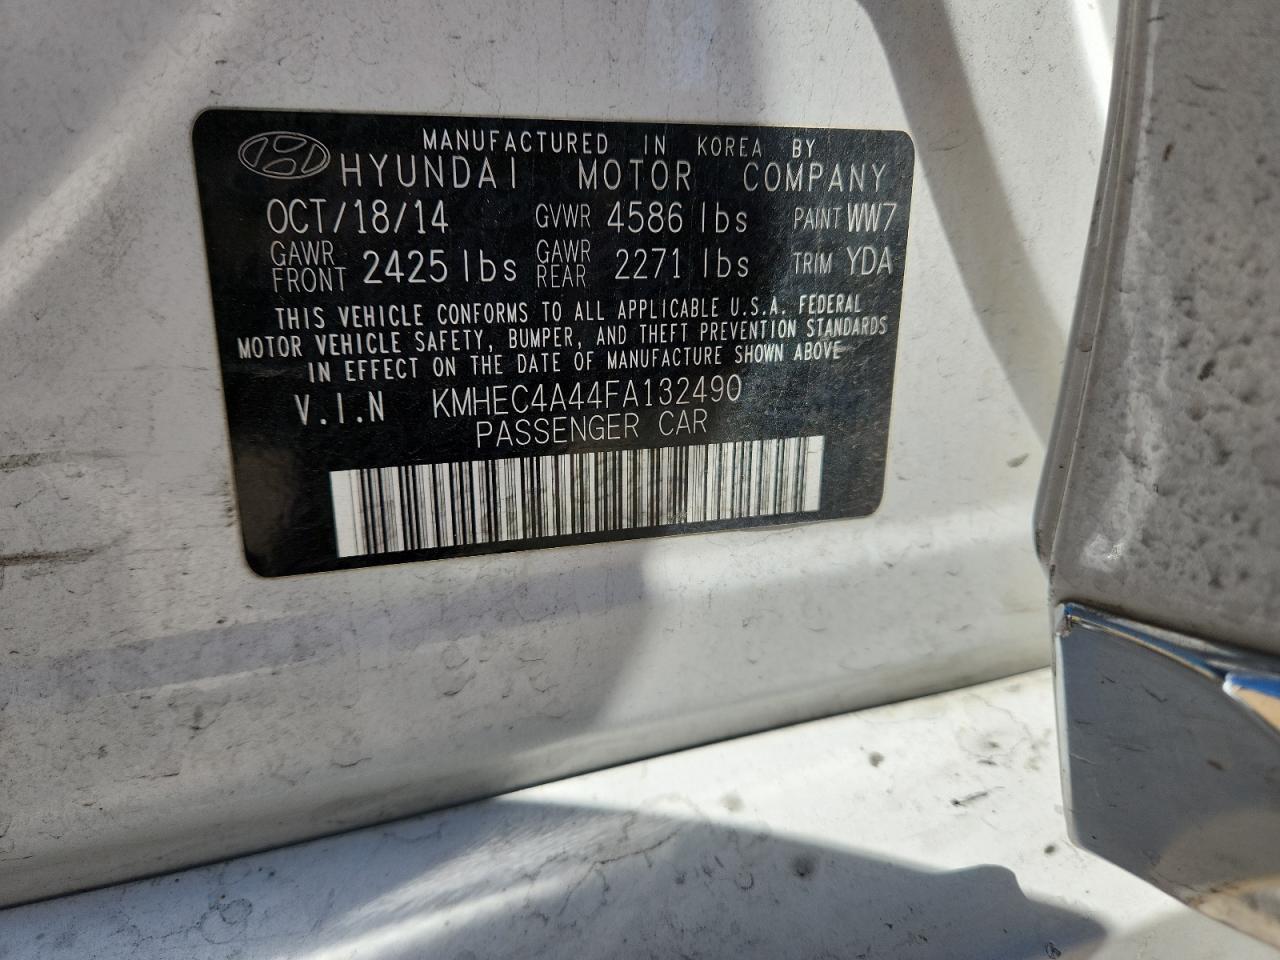 MANUFACTURED IN KOREA BY
HYUNDAI MOTOR COMPANY
OCT/18/14 GVWR 4586 lbs PAINT WW7
GAWR FRONT 2425 lbs GAWR REAR 2271 lbs TRIM YDA
THIS VEHICLE CONFORMS TO ALL APPLICABLE U.S.A. FEDERAL
MOTOR VEHICLE SAFETY, BUMPER, AND THEFT PREVENTION STANDARDS
IN EFFECT ON THE DATE OF MANUFACTURE SHOWN ABOVE
V.I.N KMHEC4A44FA132490
PASSENGER CAR